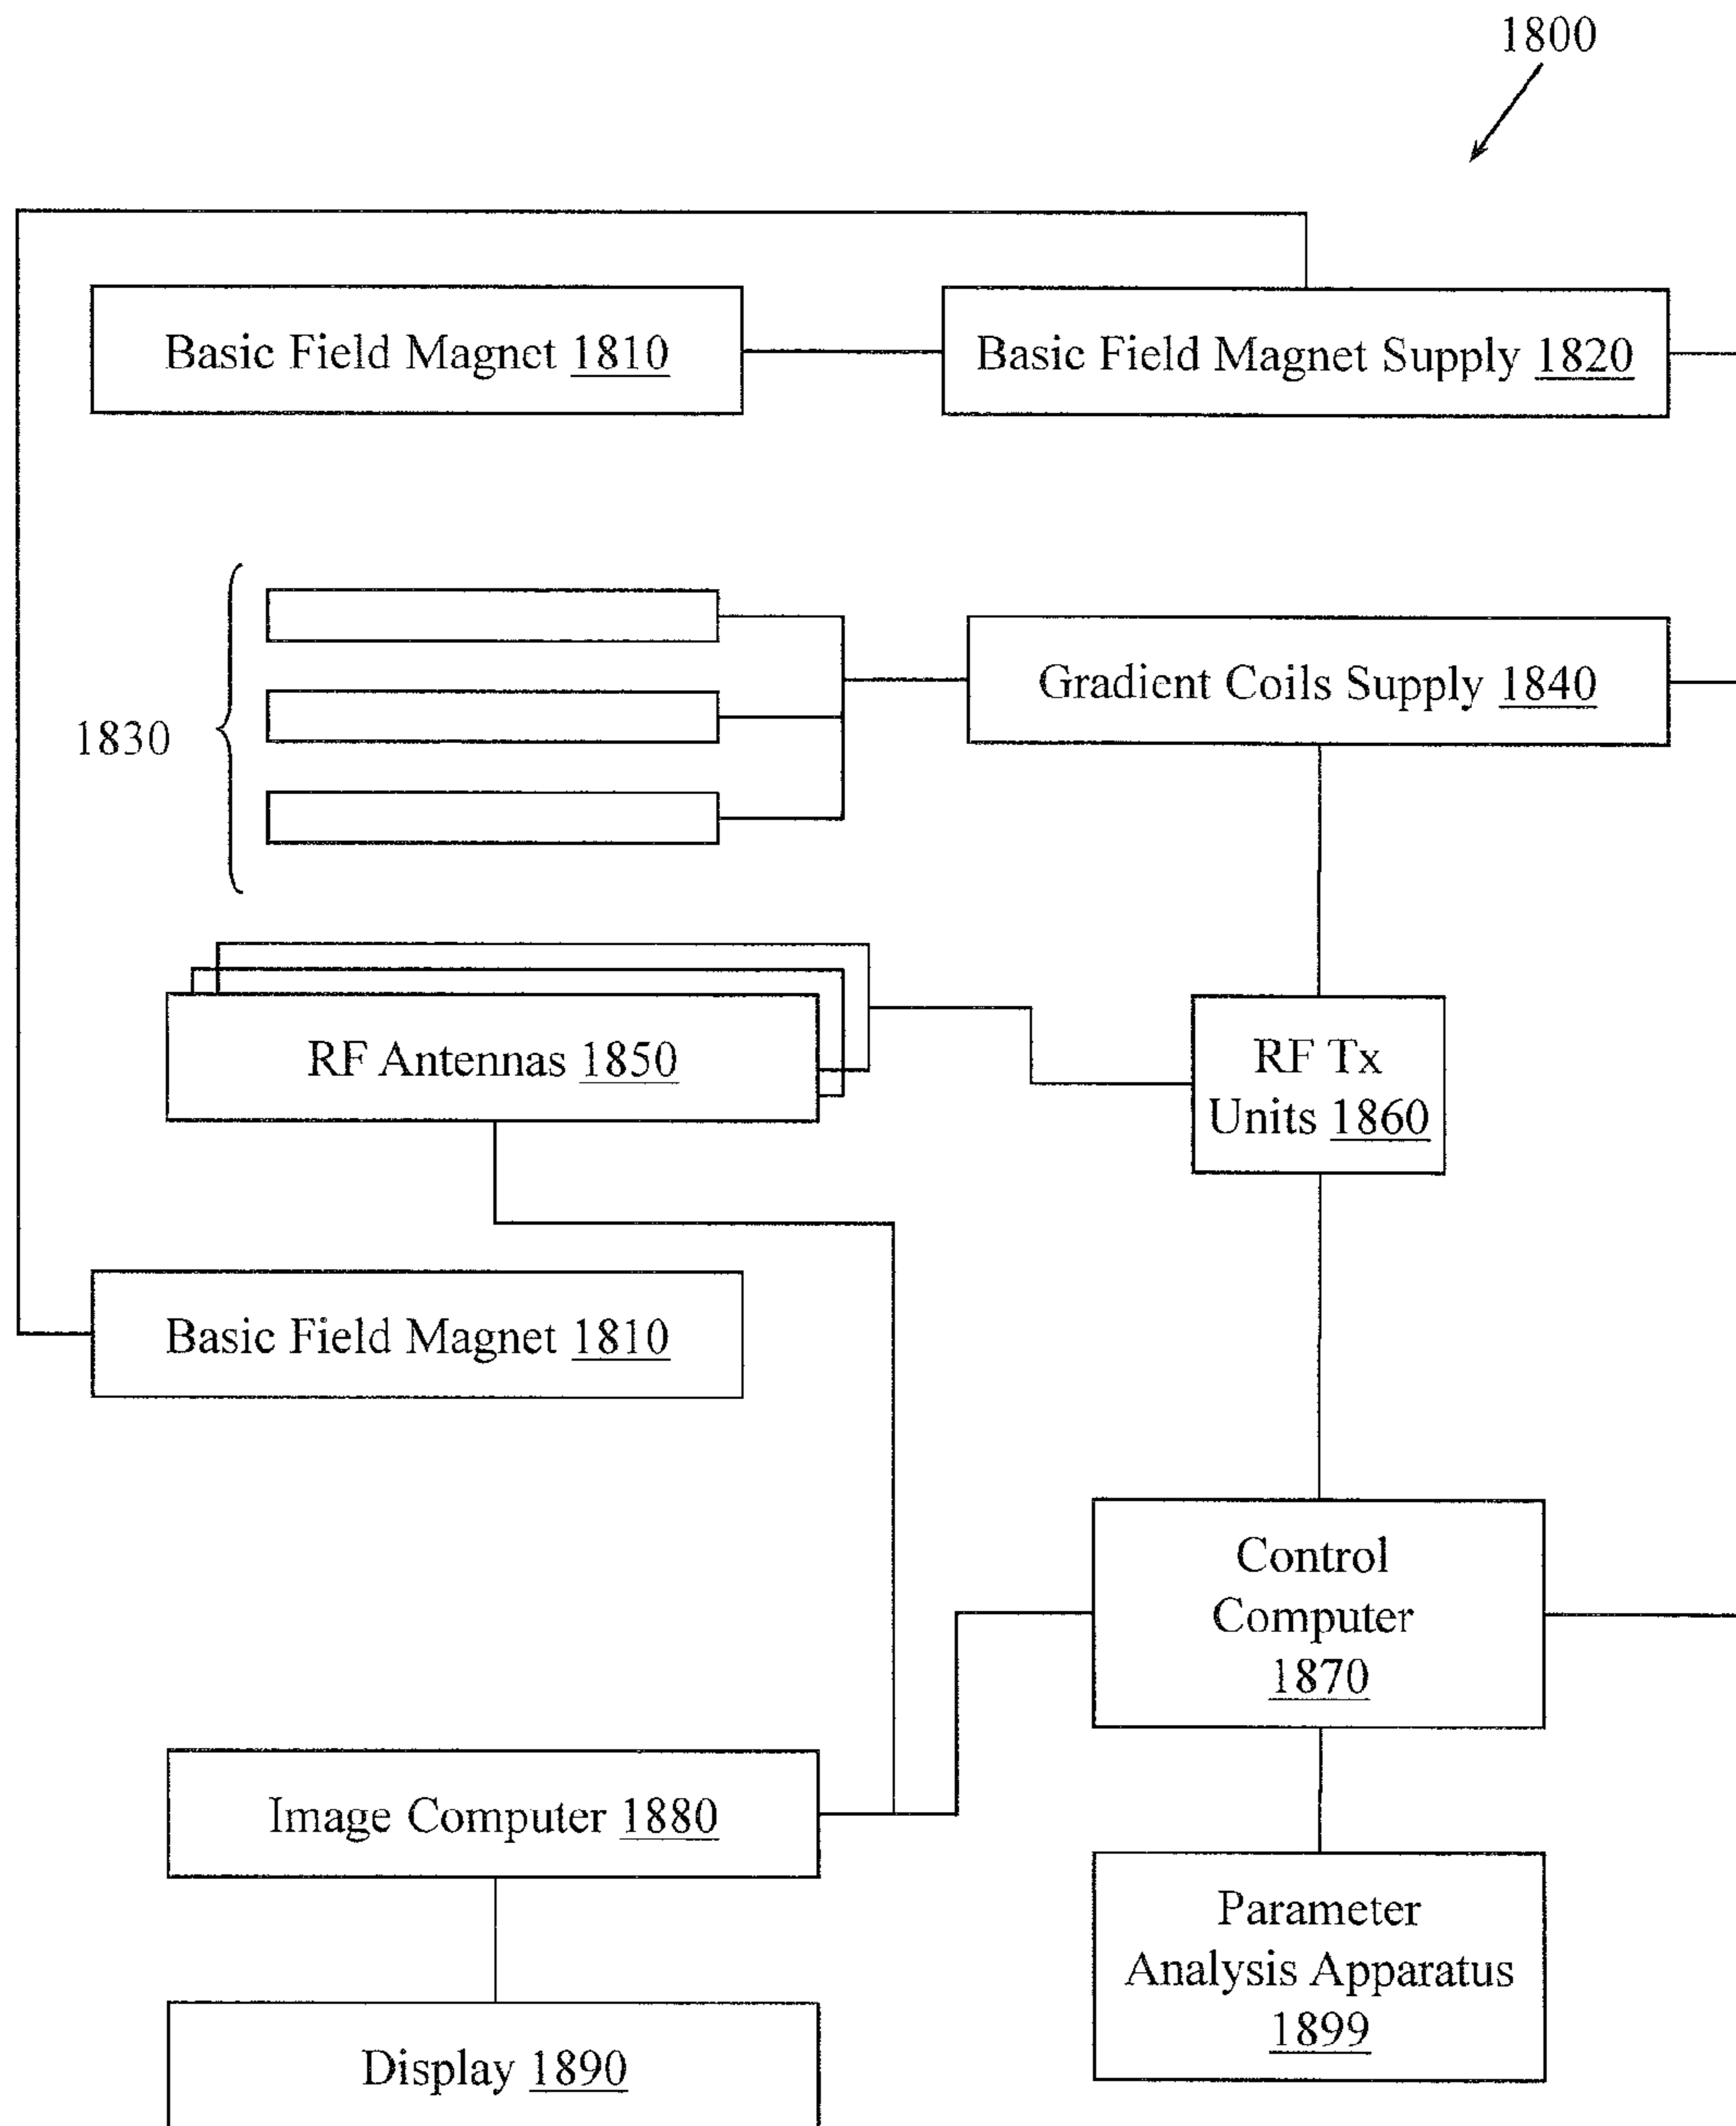 1800
Basic Field Magnet 1810
Basic Field Magnet Supply 1820
1830
Gradient Coils Supply 1840
RF Antennas 1850
RF Tx
Units 1860
Basic Field Magnet 1810
Control
Computer
1870
Image Computer 1880
Parameter
Analysis Apparatus
1899
Display 1890